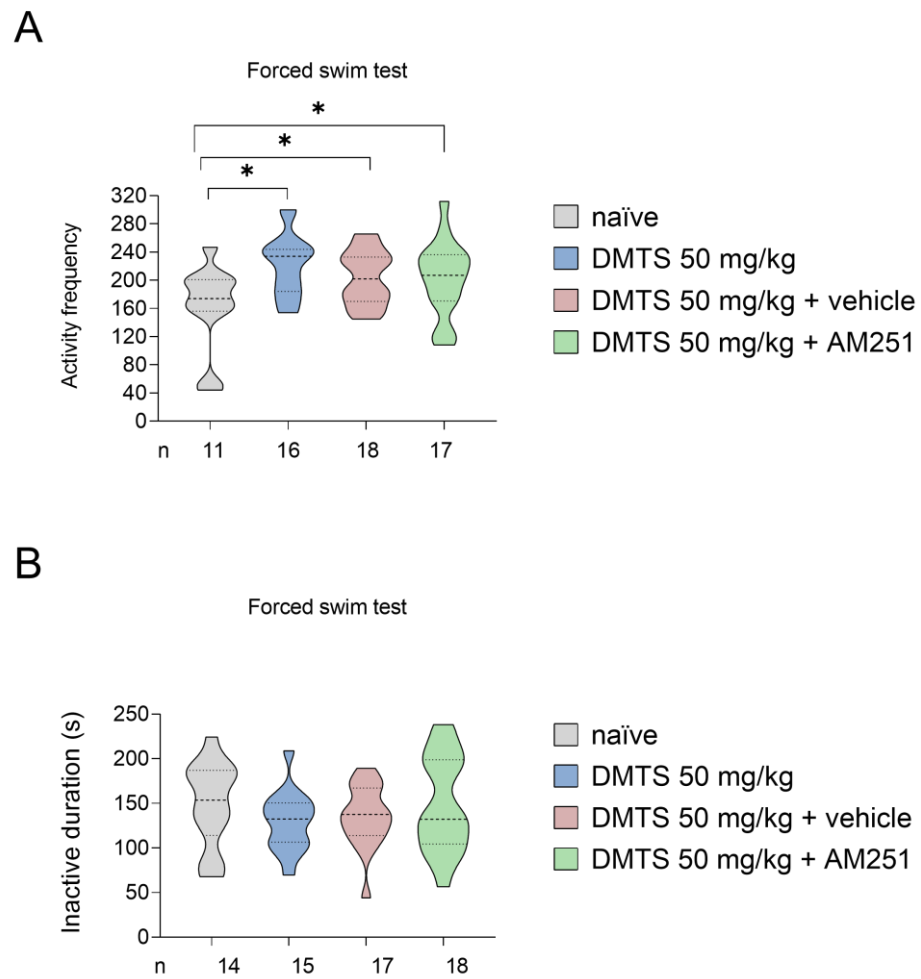 A
Forced swim test
*
*
*
Activity frequency
320
280
240
200
160
120
80
40
0
n 11 16 18 17
naïve
DMTS 50 mg/kg
DMTS 50 mg/kg + vehicle
DMTS 50 mg/kg + AM251
B
Forced swim test
Inactive duration (s)
250
200
150
100
50
0
n 14 15 17 18
naïve
DMTS 50 mg/kg
DMTS 50 mg/kg + vehicle
DMTS 50 mg/kg + AM251